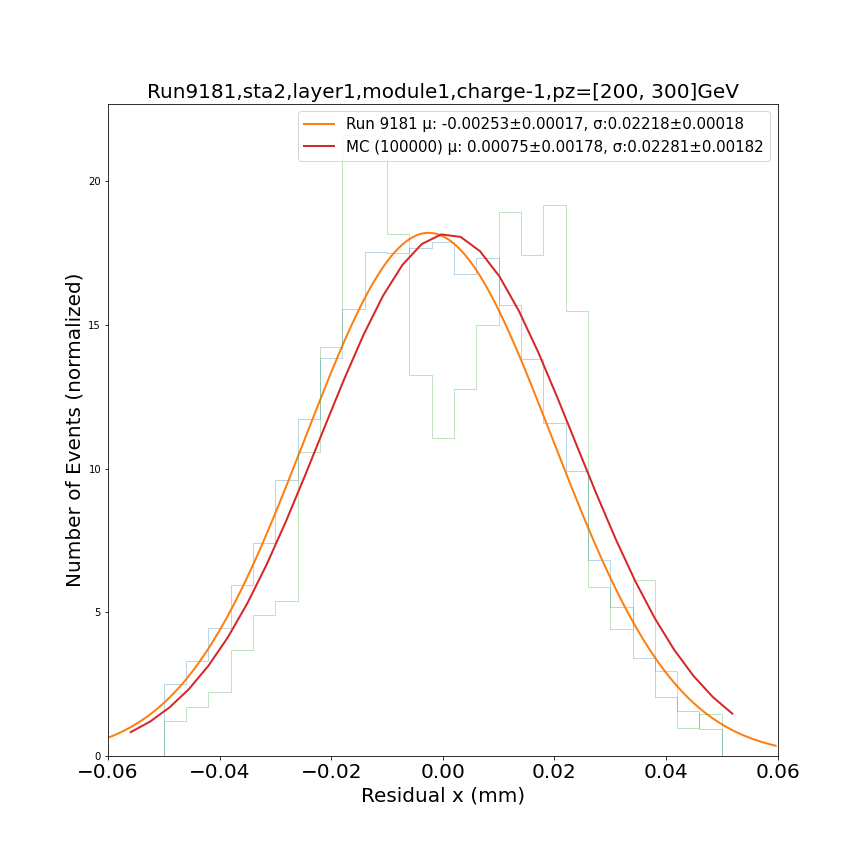 Run9181,sta2,layer1,module1,charge-1,pz=[200, 300]GeV
Run 9181 μ: -0.00253±0.00017, σ:0.02218±0.00018
MC (100000) μ: 0.00075±0.00178, σ:0.02281±0.00182
Number of Events (normalized)
20
15
10
5
0
−0.06 −0.04 −0.02 0.00 0.02 0.04 0.06
Residual x (mm)